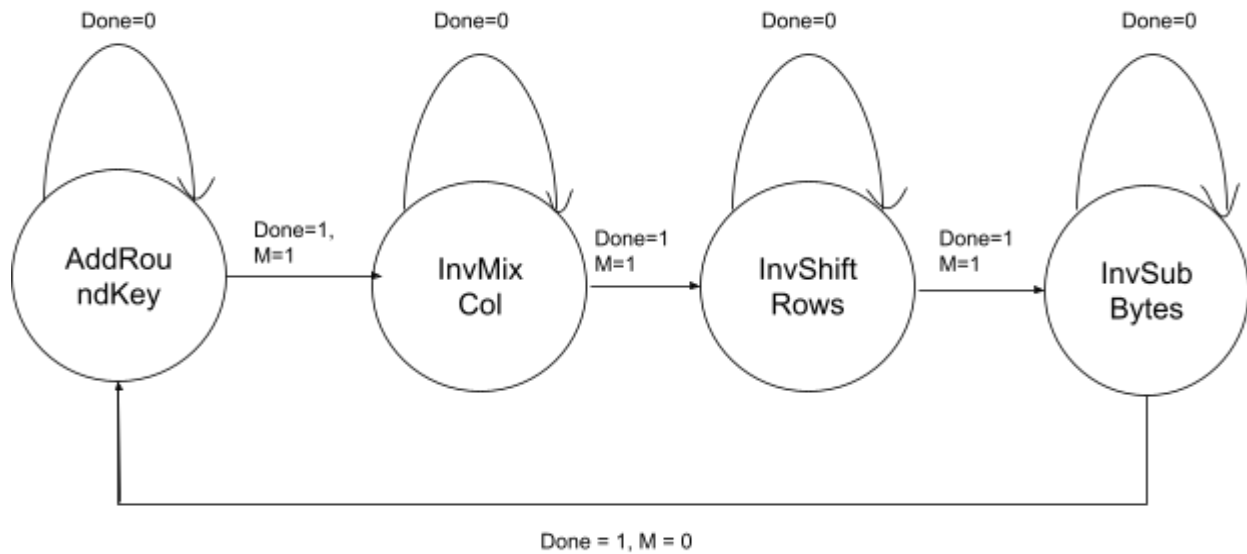 Done=0
Done=0
Done=0
Done=0
Done=1,
M=1
Done=1
M=1
Done=1
M=1
AddRou
ndKey
InvMix
Col
InvShift
Rows
InvSub
Bytes
Done = 1, M = 0